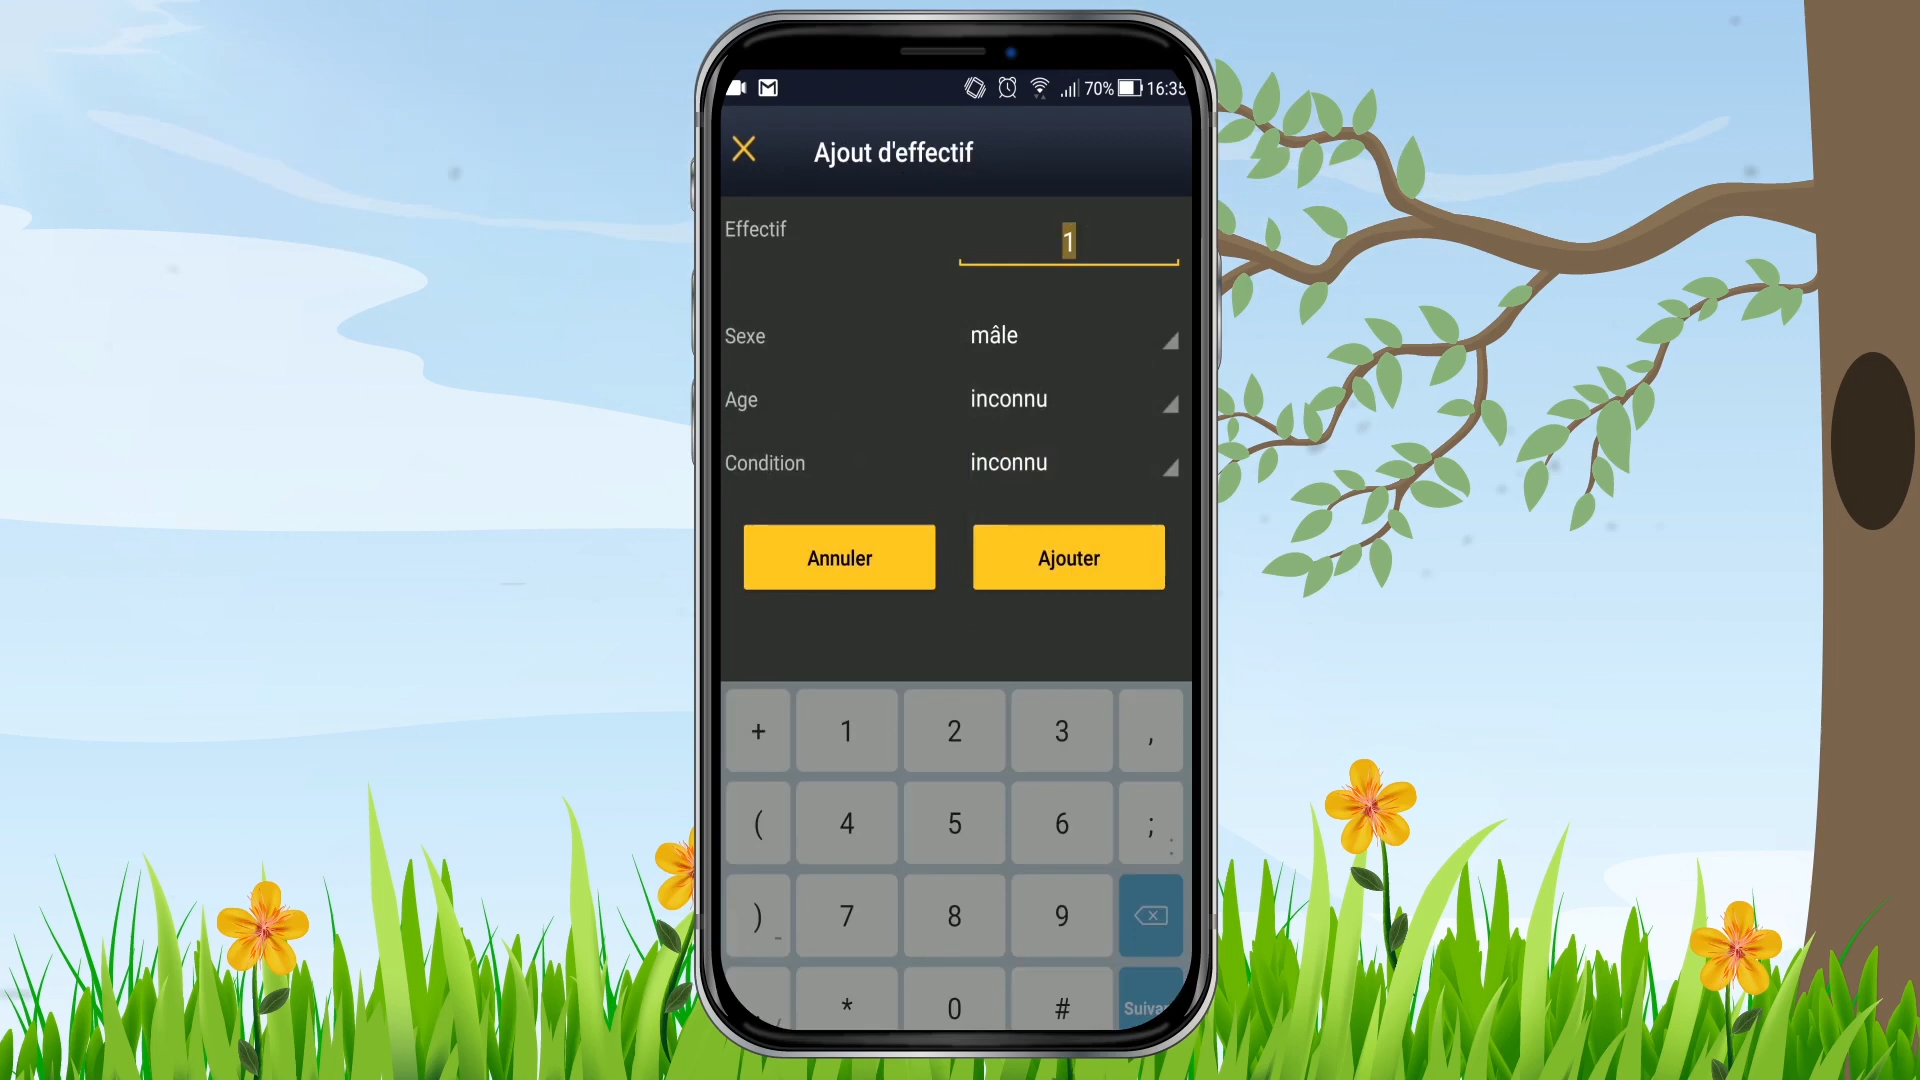 70% 16:35
Ajout d'effectif
Effectif 1
Sexe mâle
Age inconnu
Condition inconnu
Annuler Ajouter
+ 1 2 3 ,
( 4 5 6 ; :
) 7 8 9
* 0 #